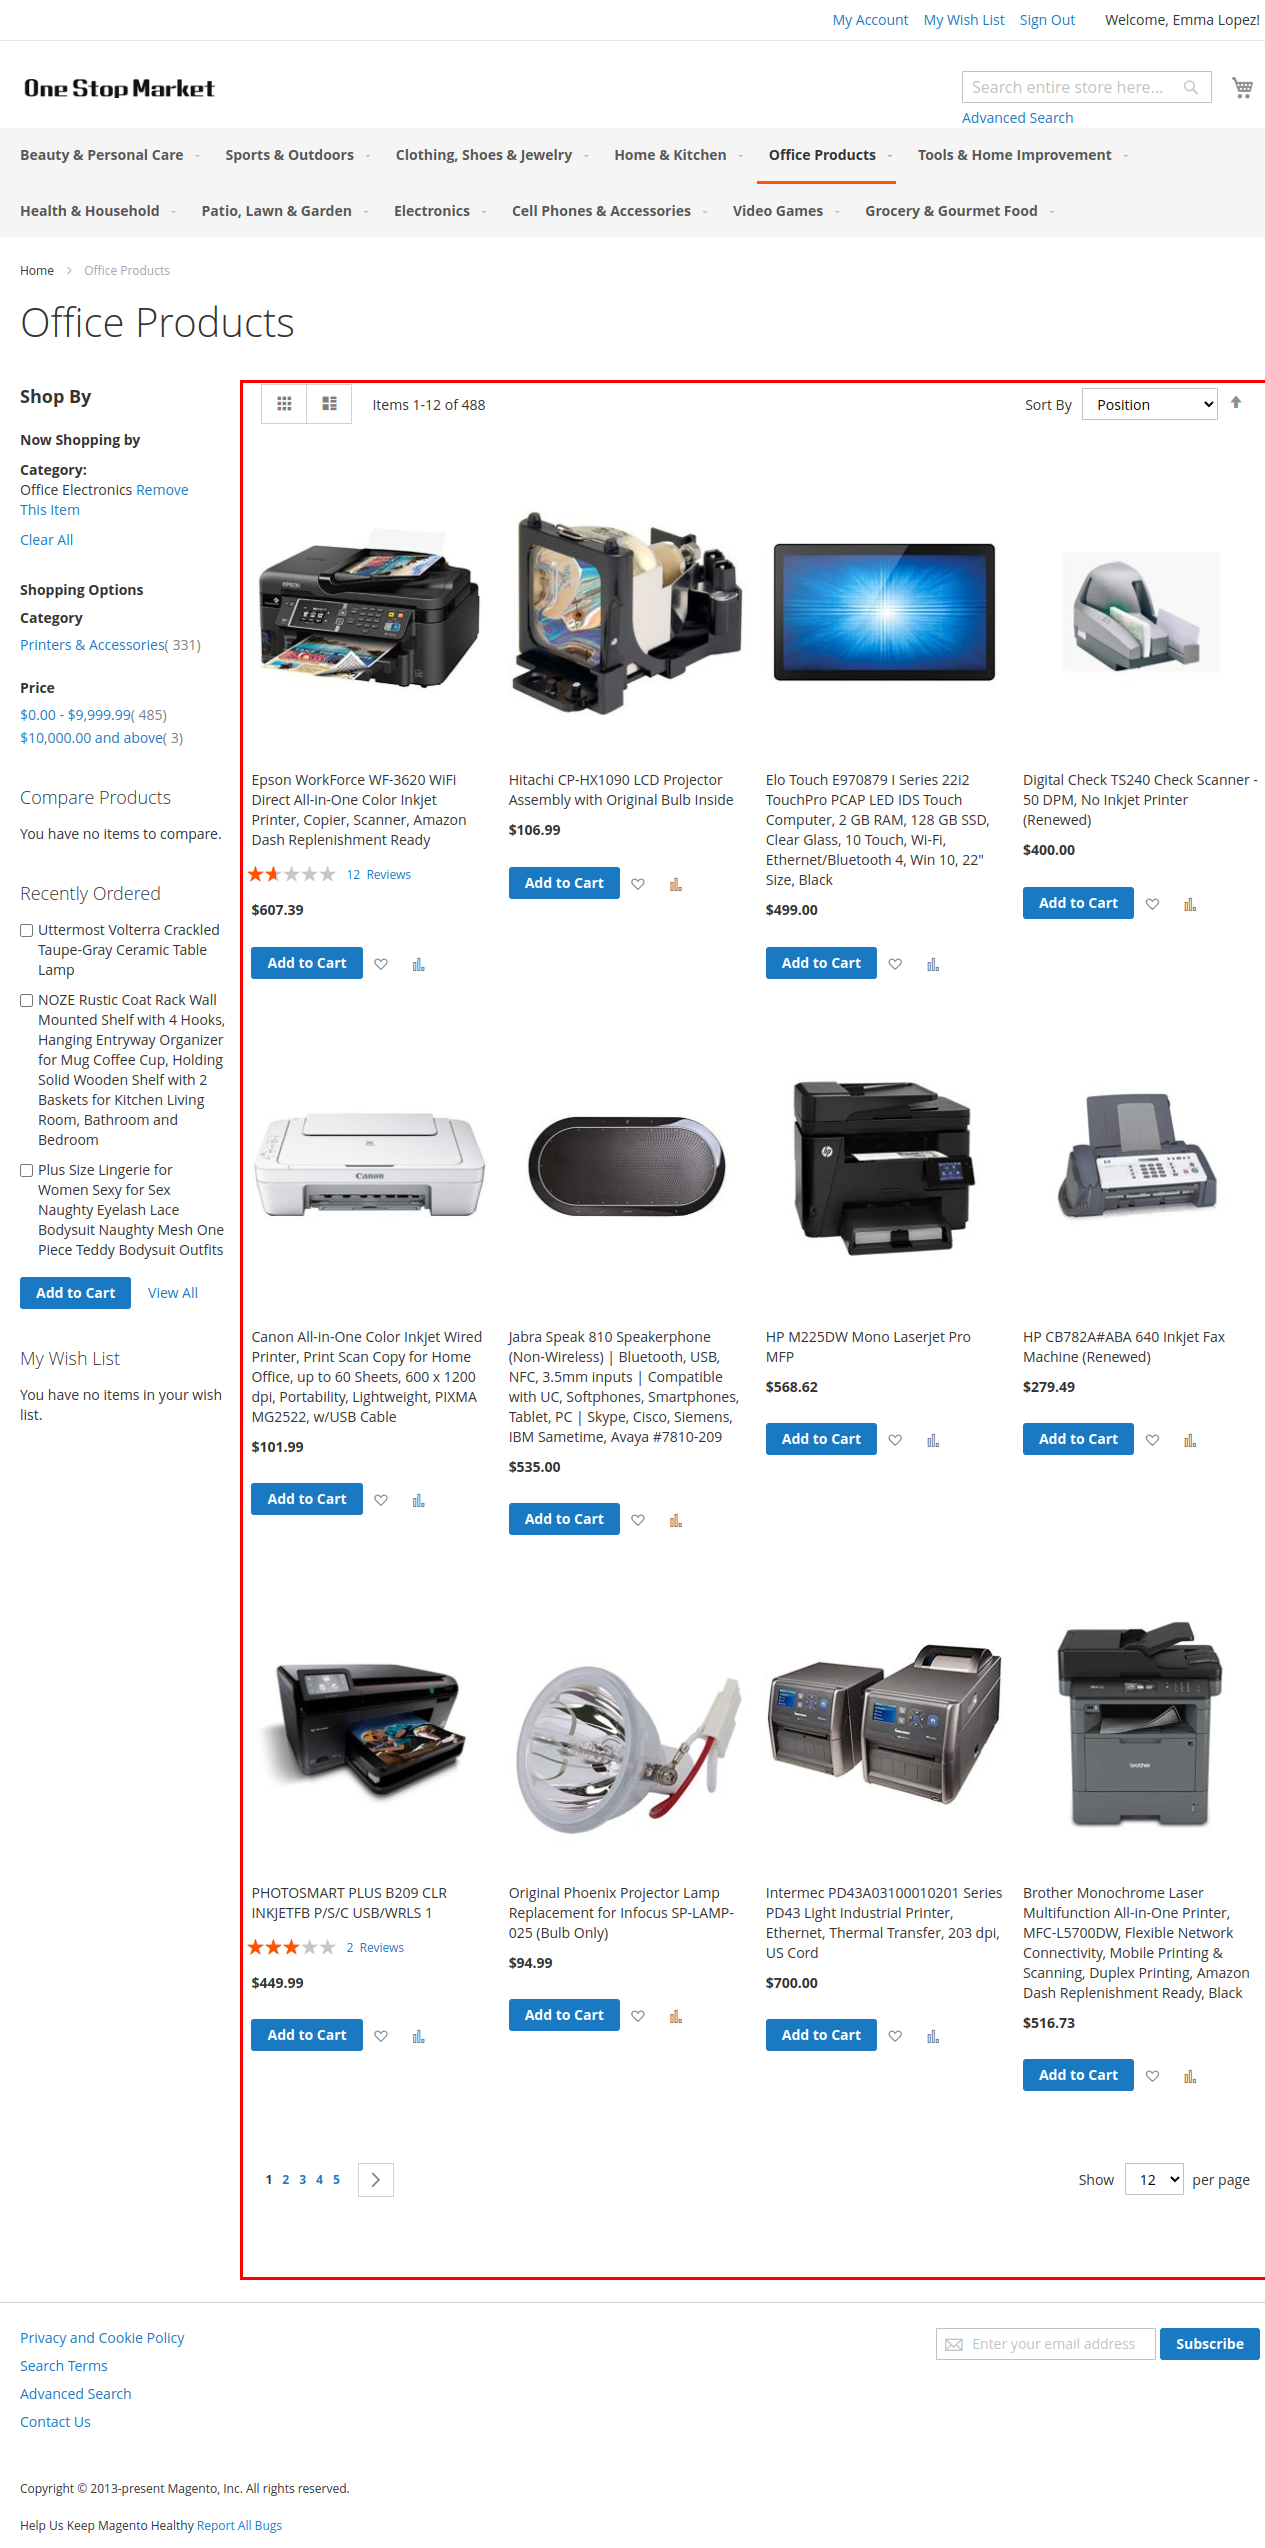 My Account My Wish List Sign Out Welcome, Emma Lopez!
One Stop Market
Search entire store here...
Advanced Search
Beauty & Personal Care Sports & Outdoors Clothing, Shoes & Jewelry Home & Kitchen Office Products Tools & Home Improvement
Health & Household Patio, Lawn & Garden Electronics Cell Phones & Accessories Video Games Grocery & Gourmet Food
Home Office Products
Office Products
Shop By
Now Shopping by
Category:
Office Electronics Remove
This Item
Clear All
Shopping Options
Category
Printers & Accessories( 331)
Price
$0.00 - $9,999.99( 485)
$10,000.00 and above( 3)
Compare Products
You have no items to compare.
Recently Ordered
Uttermost Volterra Crackled
Taupe-Gray Ceramic Table
Lamp
NOZE Rustic Coat Rack Wall
Mounted Shelf with 4 Hooks,
Hanging Entryway Organizer
for Mug Coffee Cup, Holding
Solid Wooden Shelf with 2
Baskets for Kitchen Living
Room, Bathroom and
Bedroom
Plus Size Lingerie for
Women Sexy for Sex
Naughty Eyelash Lace
Bodysuit Naughty Mesh One
Piece Teddy Bodysuit Outfits
Add to Cart View All
My Wish List
You have no items in your wish
list.
Items 1-12 of 488 Sort By Position
EPSON
Epson WorkForce WF-3620 WiFi
Direct All-in-One Color Inkjet
Printer, Copier, Scanner, Amazon
Dash Replenishment Ready
12 Reviews
$607.39
Add to Cart
Hitachi CP-HX1090 LCD Projector
Assembly with Original Bulb Inside
$106.99
Add to Cart
Elo Touch E970879 I Series 22i2
TouchPro PCAP LED IDS Touch
Computer, 2 GB RAM, 128 GB SSD,
Clear Glass, 10 Touch, Wi-Fi,
Ethernet/Bluetooth 4, Win 10, 22"
Size, Black
$499.00
Add to Cart
Digital Check TS240 Check Scanner -
50 DPM, No Inkjet Printer
(Renewed)
$400.00
Add to Cart
Canon
Canon All-in-One Color Inkjet Wired
Printer, Print Scan Copy for Home
Office, up to 60 Sheets, 600 x 1200
dpi, Portability, Lightweight, PIXMA
MG2522, w/USB Cable
$101.99
Add to Cart
Jabra Speak 810 Speakerphone
(Non-Wireless) | Bluetooth, USB,
NFC, 3.5mm inputs | Compatible
with UC, Softphones, Smartphones,
Tablet, PC | Skype, Cisco, Siemens,
IBM Sametime, Avaya #7810-209
$535.00
Add to Cart
hp
HP M225DW Mono Laserjet Pro
MFP
$568.62
Add to Cart
HP CB782A#ABA 640 Inkjet Fax
Machine (Renewed)
$279.49
Add to Cart
PHOTOSMART PLUS B209 CLR
INKJETFB P/S/C USB/WRLS 1
2 Reviews
$449.99
Add to Cart
Original Phoenix Projector Lamp
Replacement for Infocus SP-LAMP-
025 (Bulb Only)
$94.99
Add to Cart
Intermec PD43A03100010201 Series
PD43 Light Industrial Printer,
Ethernet, Thermal Transfer, 203 dpi,
US Cord
$700.00
Add to Cart
brother
Brother Monochrome Laser
Multifunction All-in-One Printer,
MFC-L5700DW, Flexible Network
Connectivity, Mobile Printing &
Scanning, Duplex Printing, Amazon
Dash Replenishment Ready, Black
$516.73
Add to Cart
1 2 3 4 5 Show 12 per page
Privacy and Cookie Policy
Search Terms
Advanced Search
Contact Us
Enter your email address Subscribe
Copyright © 2013-present Magento, Inc. All rights reserved.
Help Us Keep Magento Healthy Report All Bugs